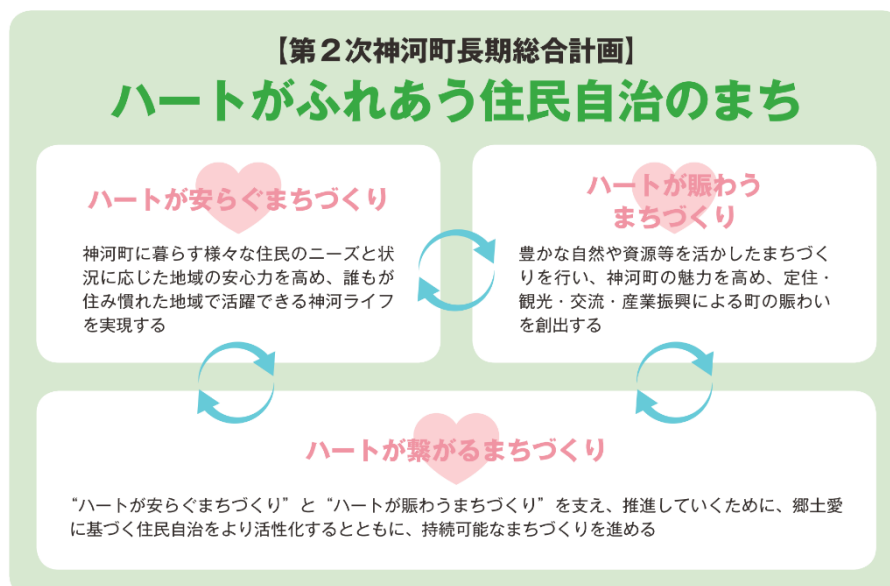 【第2次神河町長期総合計画】
ハートがふれあう住民自治のまち
ハートが安らぐまちづくり
神河町に暮らす様々な住民のニーズと状
況に応じた地域の安心力を高め、誰もが
住み慣れた地域で活躍できる神河ライフ
を実現する
ハートが賑わう
まちづくり
豊かな自然や資源等を活かしたまちづく
りを行い、神河町の魅力を高め、定住・
観光・交流・産業振興による町の賑わい
を創出する
ハートが繋がるまちづくり
“ハートが安らぐまちづくり”と“ハートが賑わうまちづくり”を支え、推進していくために、郷土愛
に基づく住民自治をより活性化するとともに、持続可能なまちづくりを進める